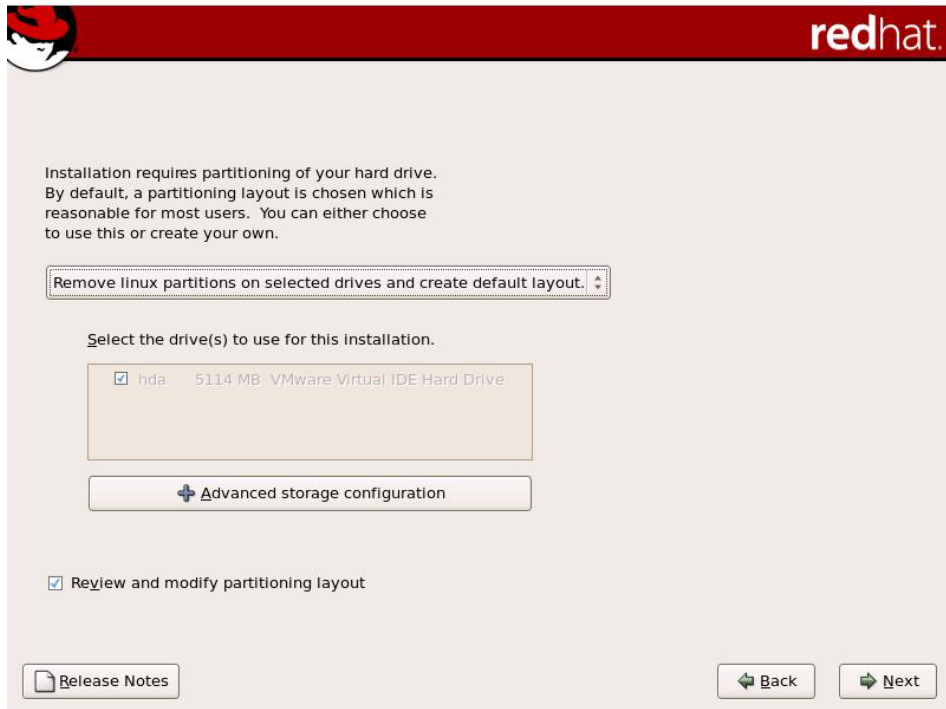 redhat.
Installation requires partitioning of your hard drive.
By default, a partitioning layout is chosen which is
reasonable for most users.  You can either choose
to use this or create your own.
Remove linux partitions on selected drives and create default layout.
Select the drive(s) to use for this installation.
hda 5114 MB VMware Virtual IDE Hard Drive
Advanced storage configuration
Review and modify partitioning layout
Release Notes
Back
Next